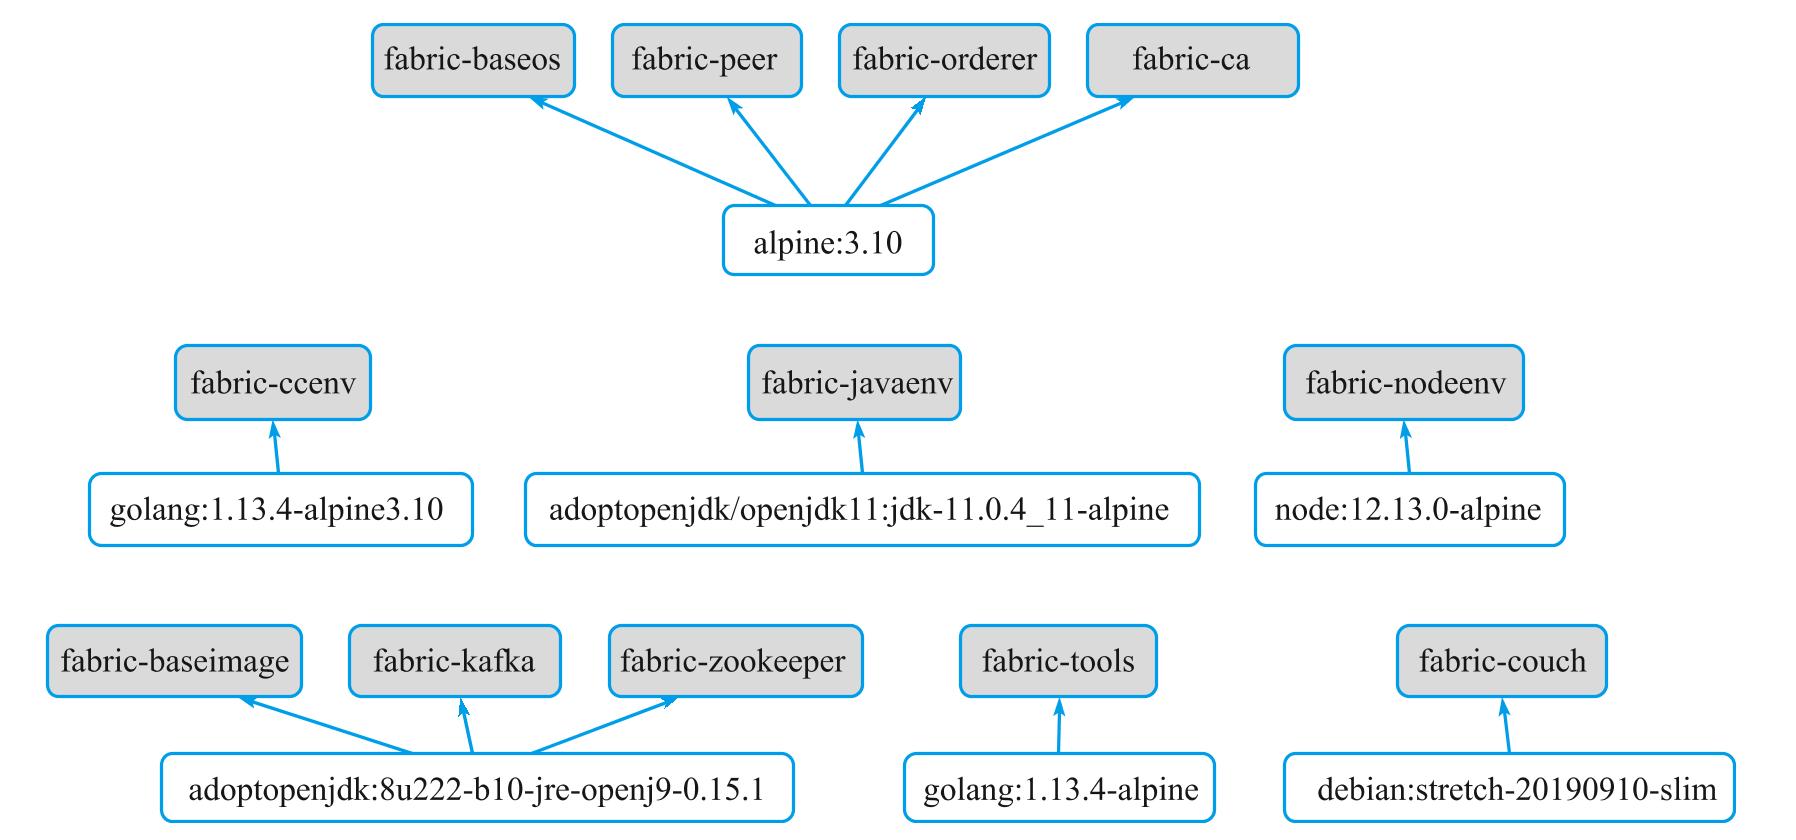 fabric-baseos
fabric-peer
fabric-orderer
fabric-ca
alpine:3.10
fabric-ccenv
fabric-javaenv
fabric-nodeenv
golang:1.13.4-alpine3.10
adoptopenjdk/openjdk11:jdk-11.0.4_11-alpine
node:12.13.0-alpine
fabric-baseimage
fabric-kafka
fabric-zookeeper
fabric-tools
fabric-couch
adoptopenjdk:8u222-b10-jre-openj9-0.15.1
golang:1.13.4-alpine
debian:stretch-20190910-slim